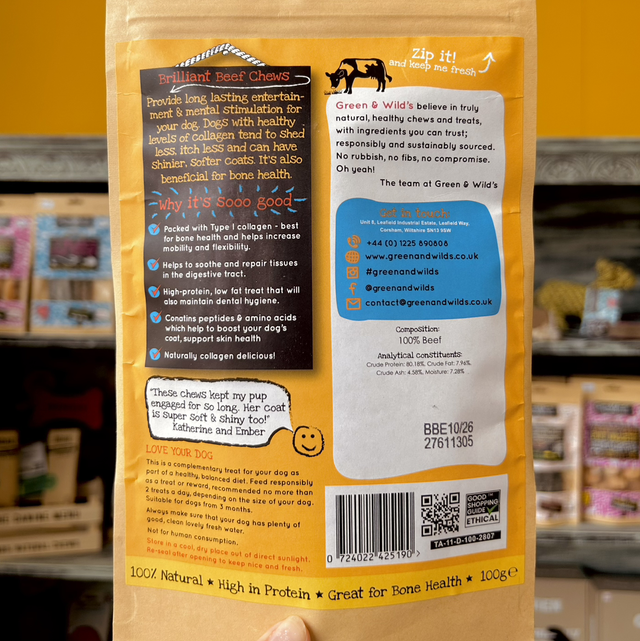 Brilliant Beef Chews
Provide long lasting entertain-
ment & mental stimulation for
your dog. Dogs with healthy
levels of collagen tend to shed
less, itch less and can have
shinier, softer coats. It's also
beneficial for bone health.
Why it's sooo good
Packed with Type I collagen - best
for bone health and helps increase
mobility and flexibility.
Helps to soothe and repair tissues
in the digestive tract.
High-protein, low fat treat that will
also maintain dental hygiene.
Conatins peptides & amino acids
which help to boost your dog's
coat, support skin health
Naturally collagen delicious!
"These chews kept my pup
engaged for so long. Her coat
is super soft & shiny too!"
Katherine and Ember
LOVE YOUR DOG
This is a complementary treat for your dog as
part of a healthy, balanced diet. Feed responsibly
as a treat or reward, recommended no more than
2 treats a day, depending on the size of your dog.
Suitable for dogs from 3 months.
Always make sure that your dog has plenty of
good, clean lovely fresh water.
Not for human consumption.
Store in a cool, dry place out of direct sunlight.
Re-seal after opening to keep nice and fresh.
Zip it!
and keep me fresh
Green & Wild's believe in truly
natural, healthy chews and treats,
with ingredients you can trust;
responsibly and sustainably sourced.
No rubbish, no fibs, no compromise.
Oh yeah!
The team at Green & Wild's
Get in touch:
Unit 5, Leafield Industrial Estate, Leafield Way,
Corsham, Wiltshire SN13 9SW
+44 (0) 1225 690806
www.greenandwilds.co.uk
#greenandwilds
@greenandwilds
contact@greenandwilds.co.uk
Composition:
100% Beef
Analytical constituents:
Crude Protein: 80.18%, Crude Fat: 7.96%,
Crude Ash: 4.58%, Moisture: 7.28%
BBE10/26
27611305
0 724022 425190 >
GOOD
SHOPPING
GUIDE
ETHICAL
TA-11-D-100-2807
100% Natural ★ High in Protein ★ Great for Bone Health ★ 100g e